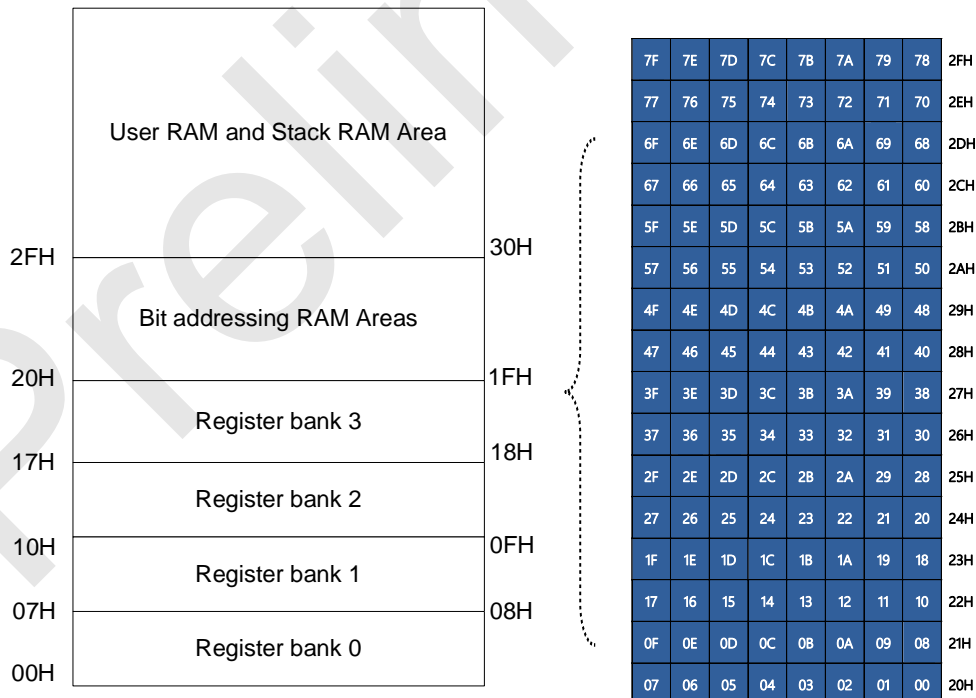 User RAM and Stack RAM Area
2FH
30H
Bit addressing RAM Areas
20H
1FH
Register bank 3
17H
18H
Register bank 2
10H
0FH
Register bank 1
07H
08H
Register bank 0
00H
7F 7E 7D 7C 7B 7A 79 78 2FH
77 76 75 74 73 72 71 70 2EH
6F 6E 6D 6C 6B 6A 69 68 2DH
67 66 65 64 63 62 61 60 2CH
5F 5E 5D 5C 5B 5A 59 58 2BH
57 56 55 54 53 52 51 50 2AH
4F 4E 4D 4C 4B 4A 49 48 29H
47 46 45 44 43 42 41 40 28H
3F 3E 3D 3C 3B 3A 39 38 27H
37 36 35 34 33 32 31 30 26H
2F 2E 2D 2C 2B 2A 29 28 25H
27 26 25 24 23 22 21 20 24H
1F 1E 1D 1C 1B 1A 19 18 23H
17 16 15 14 13 12 11 10 22H
0F 0E 0D 0C 0B 0A 09 08 21H
07 06 05 04 03 02 01 00 20H
Prelim